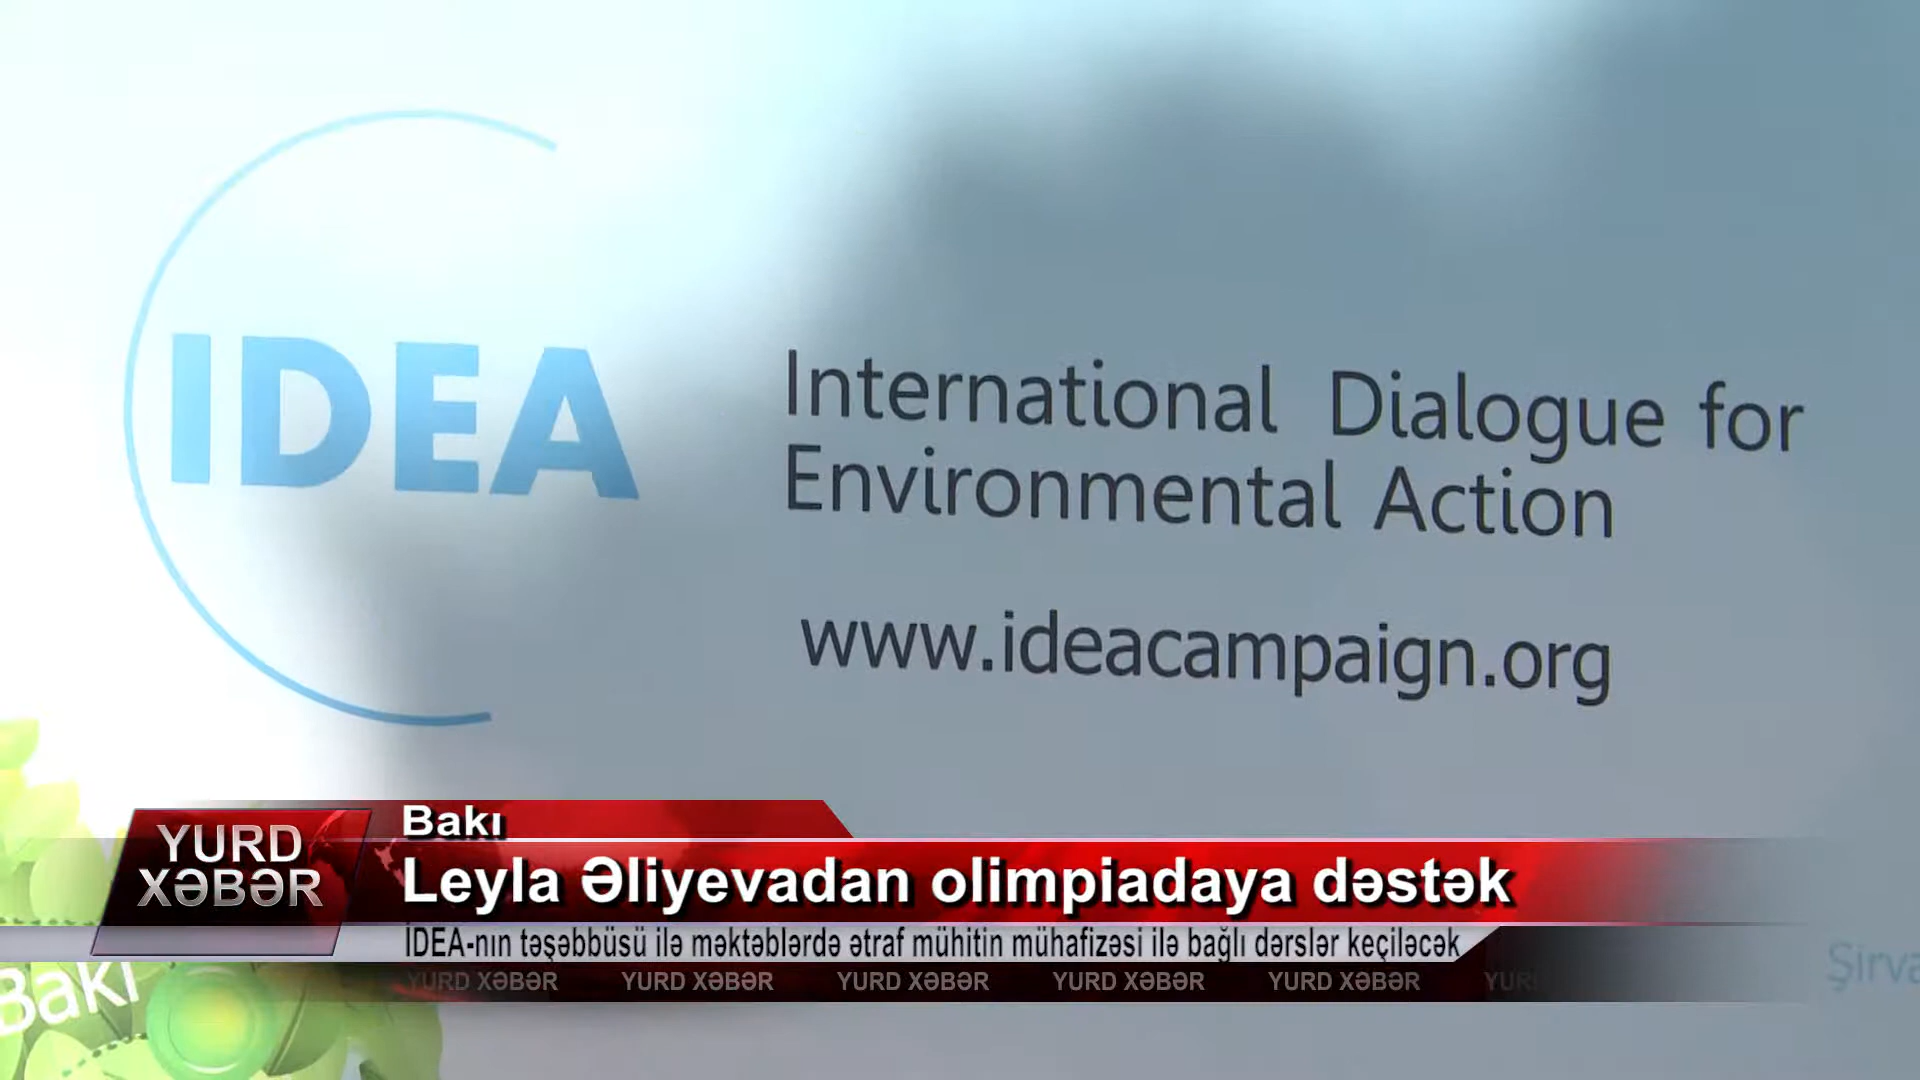 IDEA
International Dialogue for
Environmental Action
www.ideacampaign.org
Bakı
YURD
XƏBƏR
Leyla Əliyevadan olimpiadaya dəstək
İDEA-nın təşəbbüsü ilə məktəblərdə ətraf mühitin mühafizəsi ilə bağlı dərslər keçiləcək
YURD XƏBƏR YURD XƏBƏR YURD XƏBƏR YURD XƏBƏR YURD XƏBƏR
Bakı